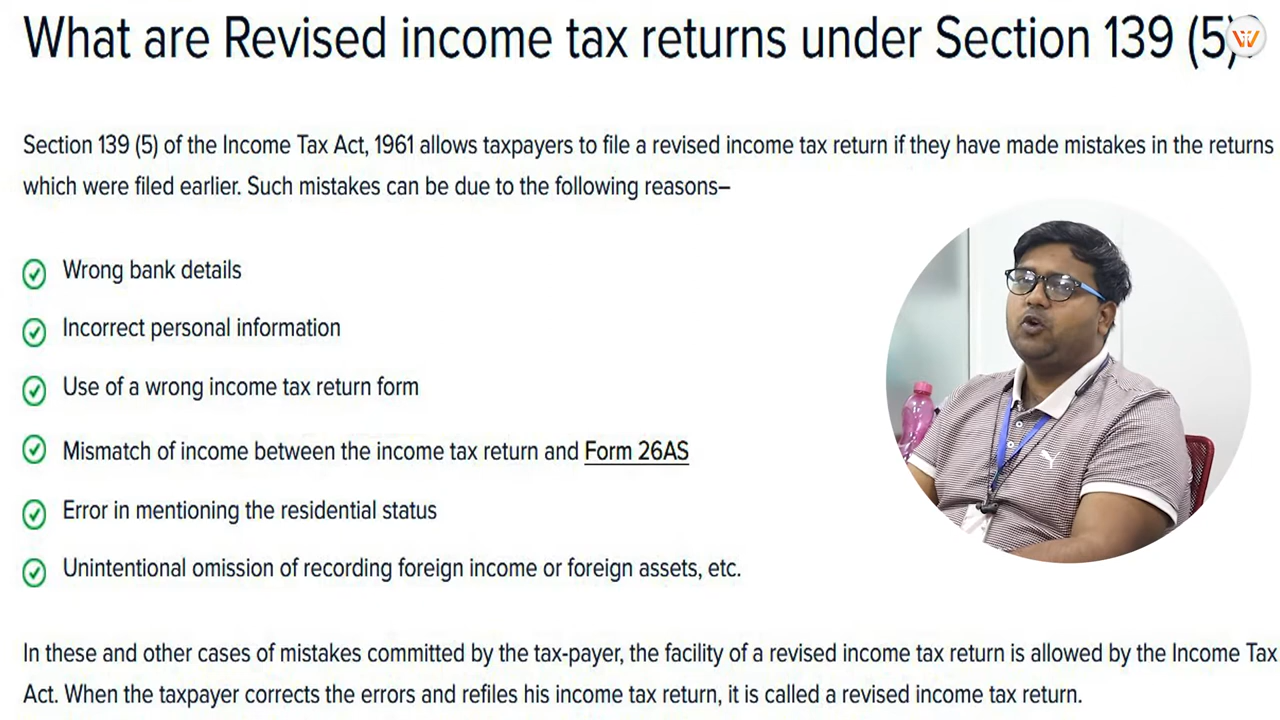 What are Revised income tax returns under Section 139 (5)?
Section 139 (5) of the Income Tax Act, 1961 allows taxpayers to file a revised income tax return if they have made mistakes in the returns
which were filed earlier. Such mistakes can be due to the following reasons–
Wrong bank details
Incorrect personal information
Use of a wrong income tax return form
Mismatch of income between the income tax return and Form 26AS
Error in mentioning the residential status
Unintentional omission of recording foreign income or foreign assets, etc.
In these and other cases of mistakes committed by the tax-payer, the facility of a revised income tax return is allowed by the Income Tax
Act. When the taxpayer corrects the errors and refiles his income tax return, it is called a revised income tax return.